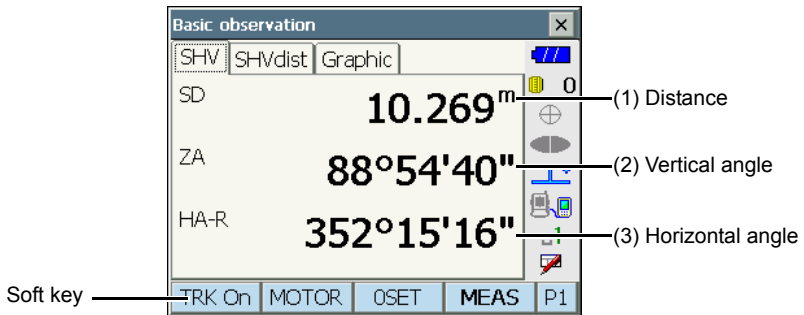 Basic observation
SHV SHVdist Graphic
SD 10.269m 0 (1) Distance
ZA 88°54'40" (2) Vertical angle
HA-R 352°15'16" 1 (3) Horizontal angle
Soft key TRK On MOTOR 0SET MEAS P1